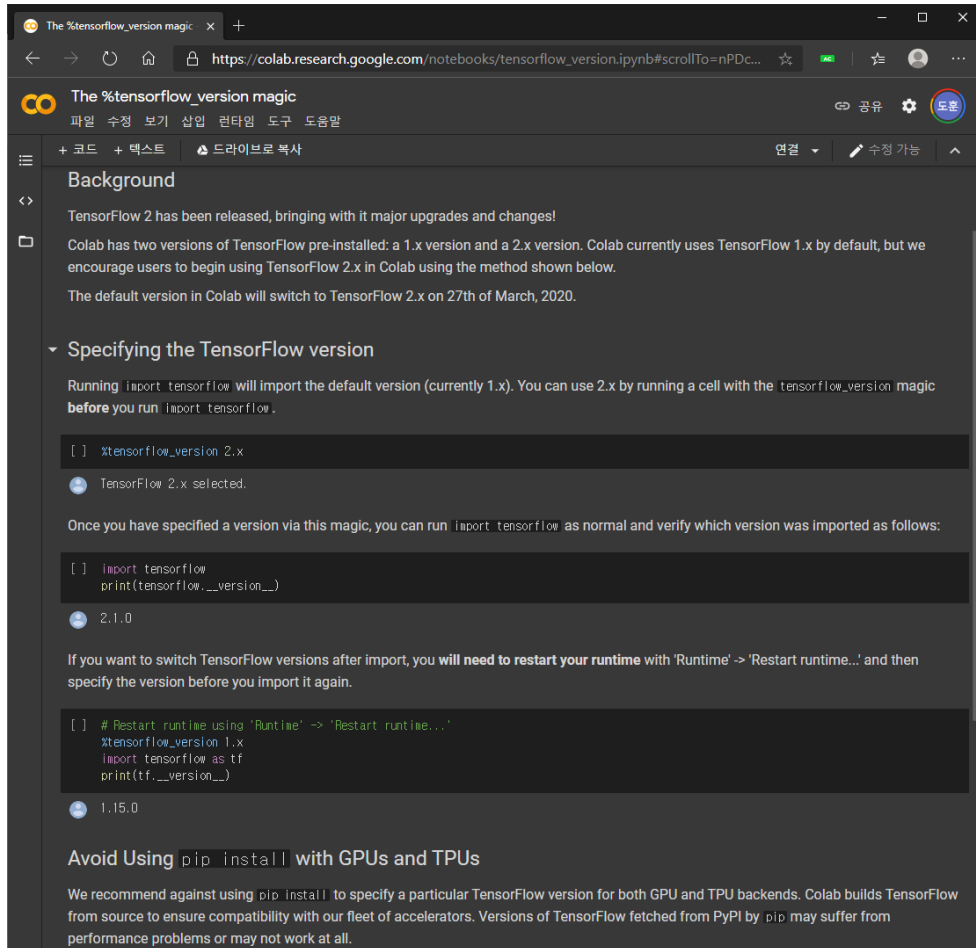 The %tensorflow_version magic
https://colab.research.google.com/notebooks/tensorflow_version.ipynb#scrollTo=nPDc...
The %tensorflow_version magic
공유
도훈
파일 수정 보기 삽입 런타임 도구 도움말
+ 코드 + 텍스트 드라이브로 복사 연결 수정 가능
Background
TensorFlow 2 has been released, bringing with it major upgrades and changes!
Colab has two versions of TensorFlow pre-installed: a 1.x version and a 2.x version. Colab currently uses TensorFlow 1.x by default, but we
encourage users to begin using TensorFlow 2.x in Colab using the method shown below.
The default version in Colab will switch to TensorFlow 2.x on 27th of March, 2020.
Specifying the TensorFlow version
Running import tensorflow will import the default version (currently 1.x). You can use 2.x by running a cell with the tensorflow_version magic
before you run import tensorflow.
[ ] %tensorflow_version 2.x
TensorFlow 2.x selected.
Once you have specified a version via this magic, you can run import tensorflow as normal and verify which version was imported as follows:
[ ] import tensorflow
print(tensorflow.__version__)
2.1.0
If you want to switch TensorFlow versions after import, you will need to restart your runtime with 'Runtime' -> 'Restart runtime...' and then
specify the version before you import it again.
[ ] # Restart runtime using 'Runtime' -> 'Restart runtime...'
%tensorflow_version 1.x
import tensorflow as tf
print(tf.__version__)
1.15.0
Avoid Using pip install with GPUs and TPUs
We recommend against using pip install to specify a particular TensorFlow version for both GPU and TPU backends. Colab builds TensorFlow
from source to ensure compatibility with our fleet of accelerators. Versions of TensorFlow fetched from PyPI by pip may suffer from
performance problems or may not work at all.